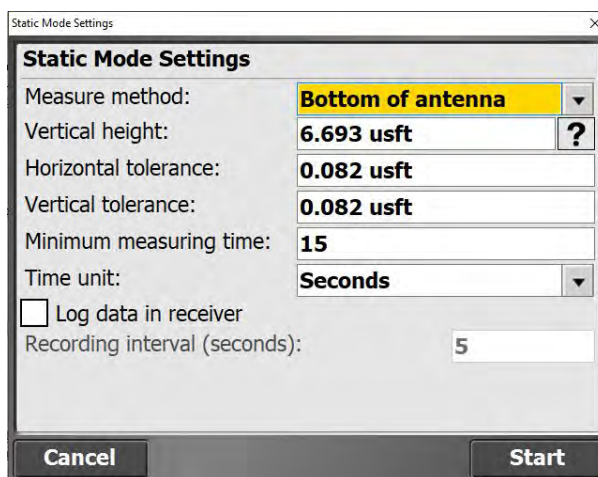 Static Mode Settings
Static Mode Settings
Measure method: Bottom of antenna
Vertical height: 6.693 usft ?
Horizontal tolerance: 0.082 usft
Vertical tolerance: 0.082 usft
Minimum measuring time: 15
Time unit: Seconds
Log data in receiver
Recording interval (seconds): 5
Cancel Start